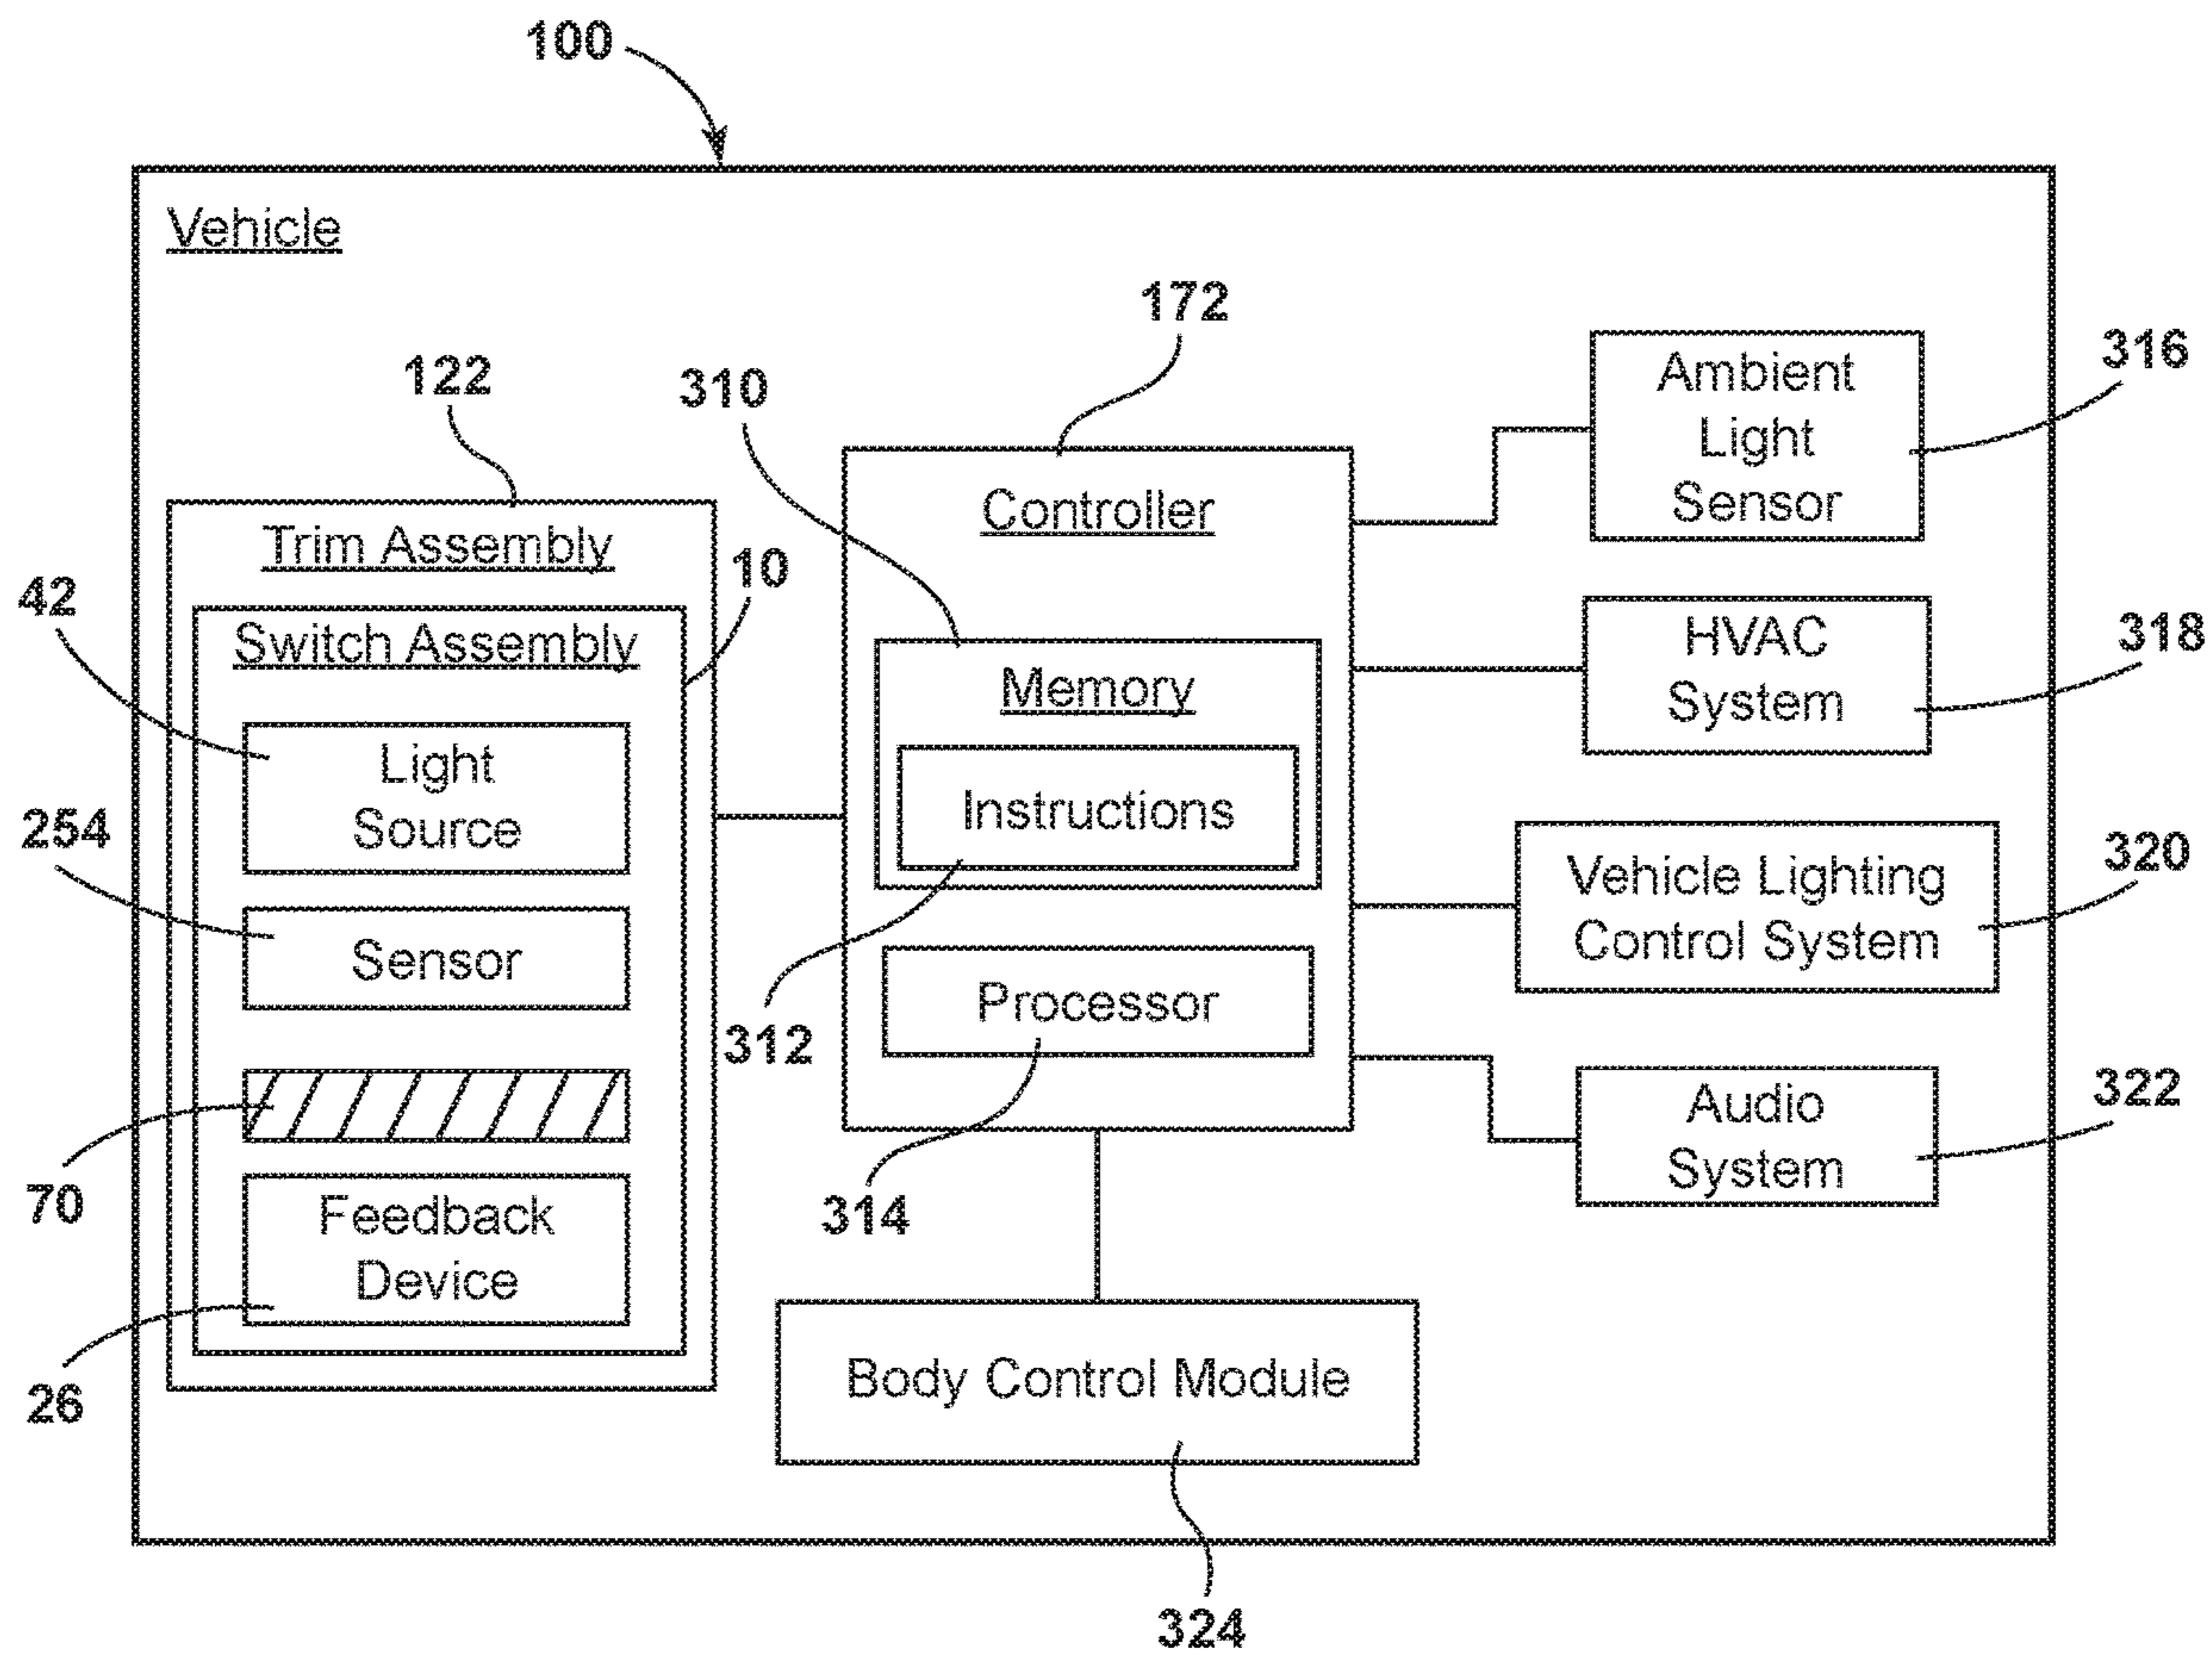 100
Vehicle
172
316
122
310
Ambient
Light
Sensor
Controller
Trim Assembly
10
42
Switch Assembly
HVAC
System
318
Memory
Light
Source
Instructions
254
Vehicle Lighting
Control System
320
Sensor
Processor
312
70
Audio
System
322
314
Feedback
Device
26
Body Control Module
324